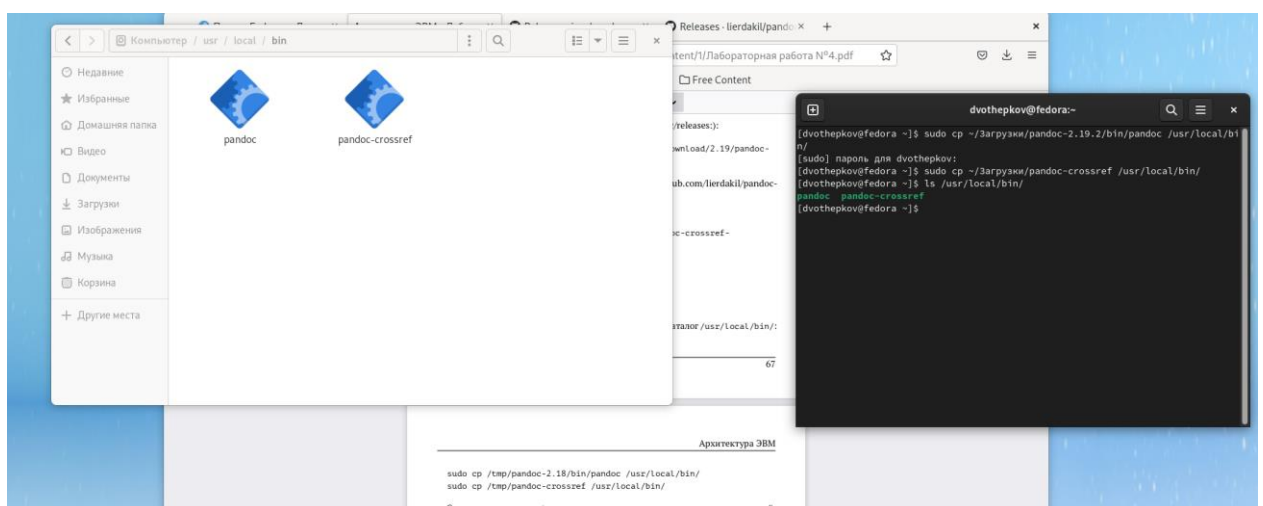 Releases - lierdakil/pando
Компьютер / usr / local / bin
ntent/1/Лабораторная работа №4.pdf
Недавние
Избранные
Домашняя папка
Видео
Документы
Загрузки
Изображения
Музыка
Корзина
Другие места
pandoc
pandoc-crossref
Free Content
/releases:):
ownload/2.19/pandoc-
ub.com/lierdakil/pandoc-
oc-crossref-
аталог /usr/local/bin/:
67
Архитектура ЭВМ
sudo cp /tmp/pandoc-2.18/bin/pandoc /usr/local/bin/
sudo cp /tmp/pandoc-crossref /usr/local/bin/
dvothepkov@fedora:~
[dvothepkov@fedora ~]$ sudo cp ~/Загрузки/pandoc-2.19.2/bin/pandoc /usr/local/bi
n/
[sudo] пароль для dvothepkov:
[dvothepkov@fedora ~]$ sudo cp ~/Загрузки/pandoc-crossref /usr/local/bin/
[dvothepkov@fedora ~]$ ls /usr/local/bin/
pandoc pandoc-crossref
[dvothepkov@fedora ~]$